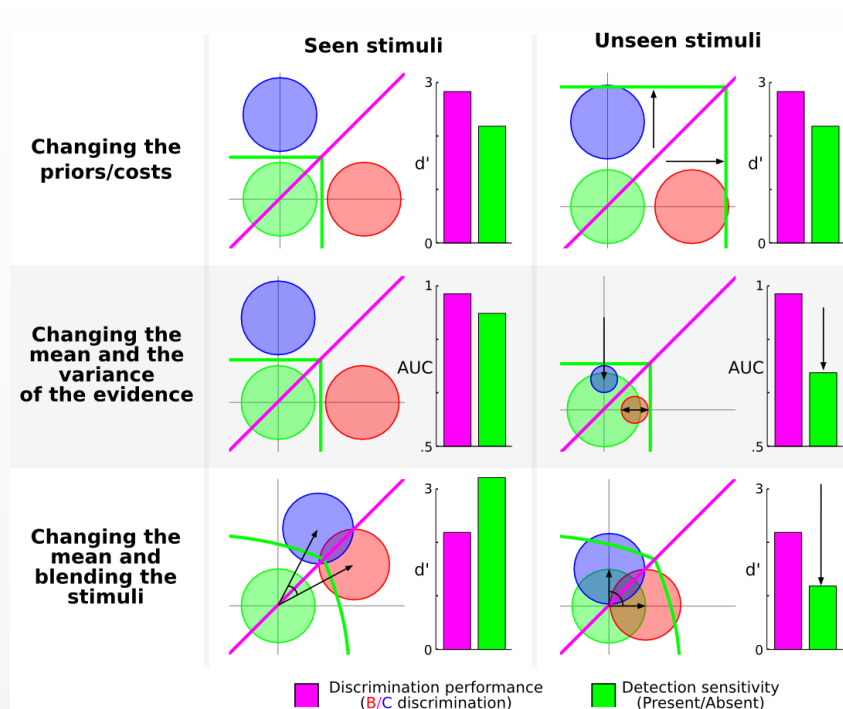 Seen stimuli
Unseen stimuli
Changing the
priors/costs
3
d'
0
3
d'
0
Changing the
mean and the
variance
of the evidence
1
AUC
.5
1
AUC
.5
Changing the
mean and
blending the
stimuli
3
d'
0
3
d'
0
Discrimination performance
(B/C discrimination)
Detection sensitivity
(Present/Absent)